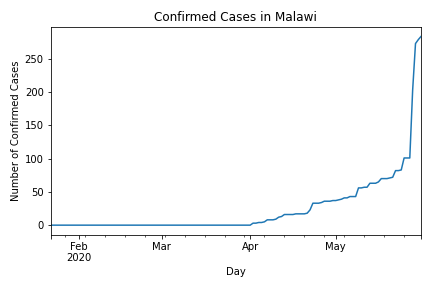 Confirmed Cases in Malawi
Number of Confirmed Cases
250
200
150
100
50
0
Feb
2020
Mar
Apr
May
Day